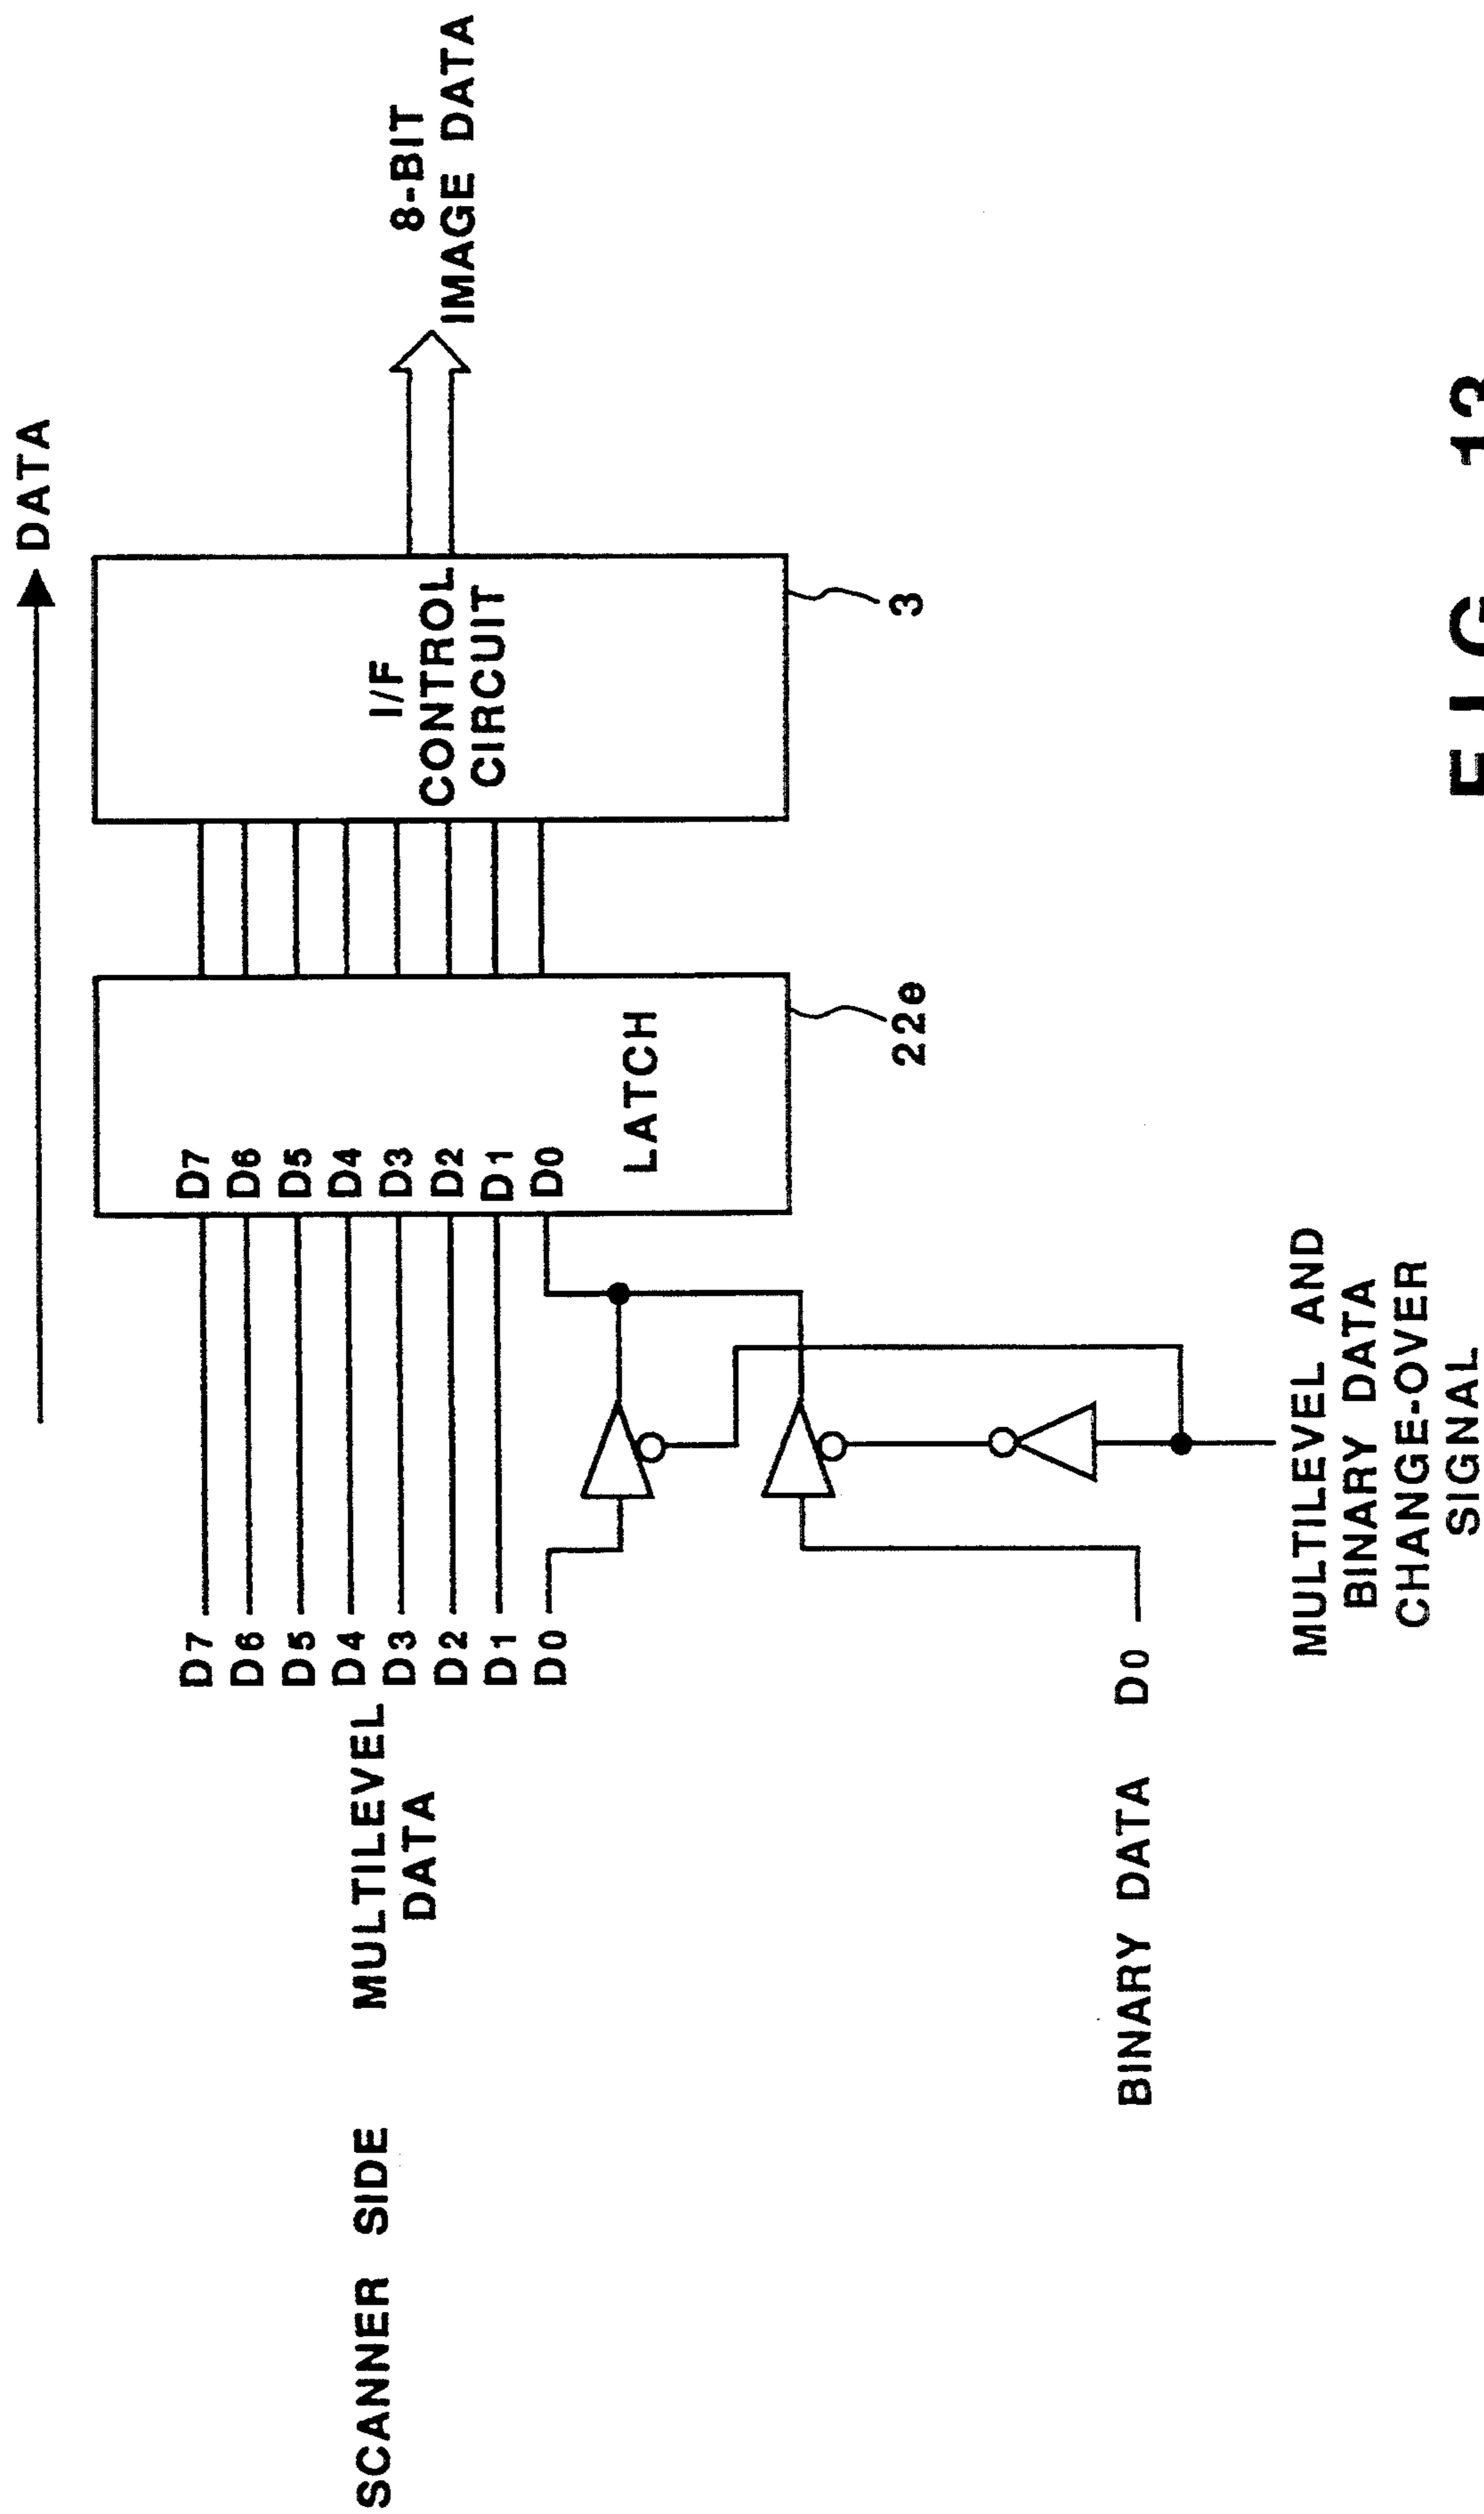 DATA
SCANNER SIDE
MULTILEVEL
DATA
D7
D6
D5
D4
D3
D2
D1
D0
D7
D6
D5
D4
D3
D2
D1
D0
LATCH
22e
I/F
CONTROL
CIRCUIT
3
8-BIT
IMAGE DATA
BINARY DATA D0
MULTILEVEL AND
BINARY DATA
CHANGE-OVER
SIGNAL